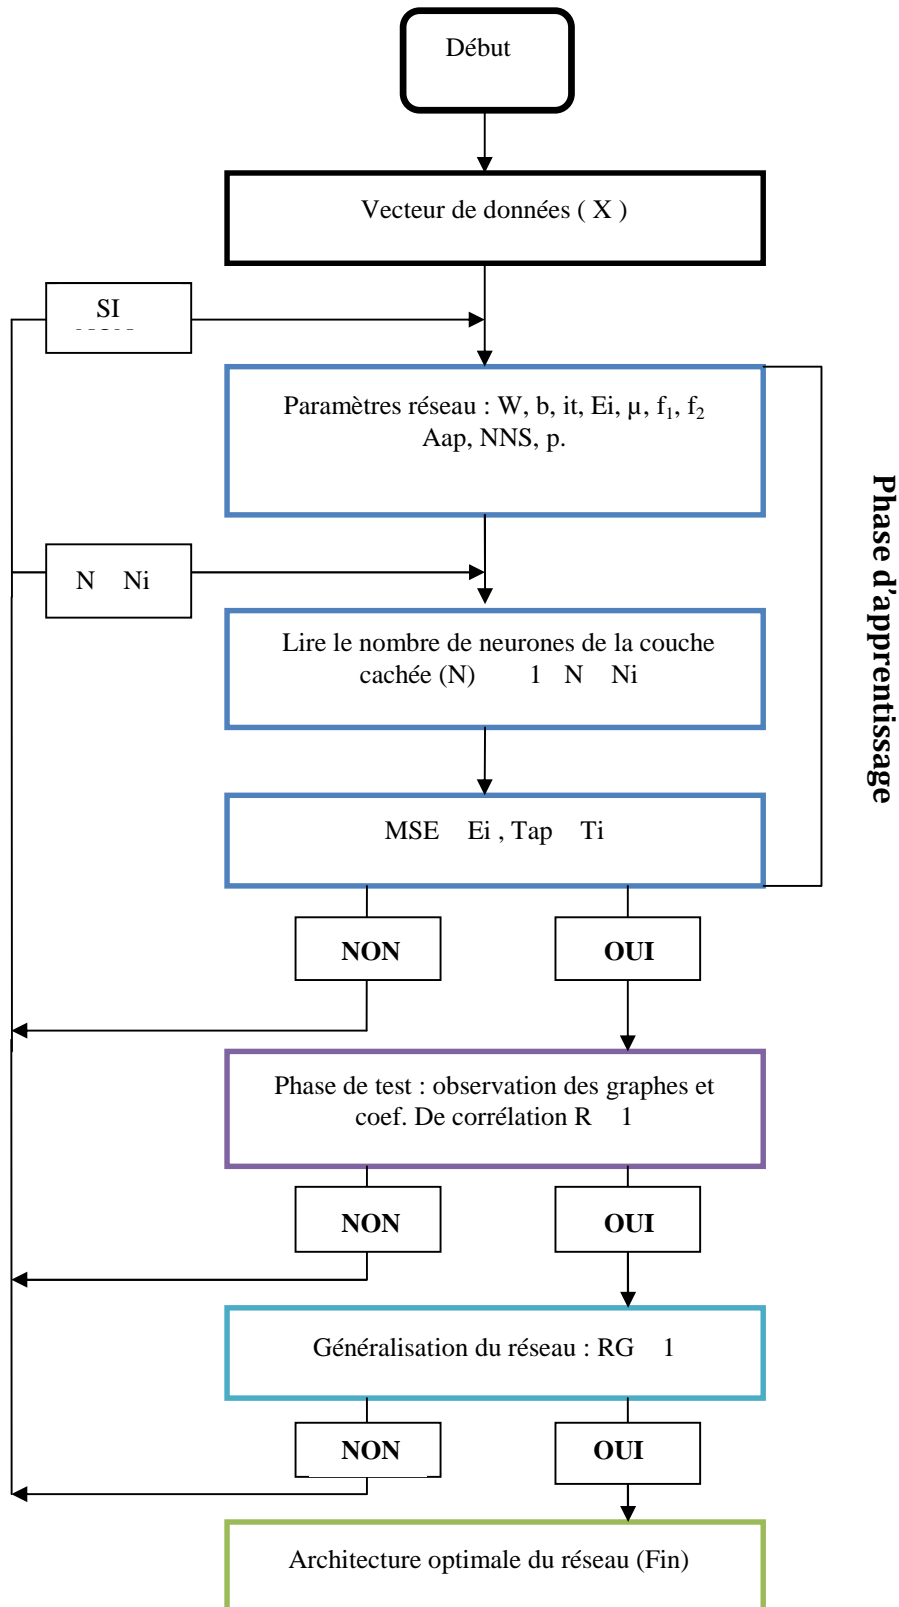 Début
Vecteur de données ( X )
SI
Paramètres réseau : W, b, it, Ei, µ, f₁, f₂
Aap, NNS, p.
N Ni
Lire le nombre de neurones de la couche
cachée (N) 1 N Ni
MSE Ei , Tap Ti
Phase d'apprentissage
NON
OUI
Phase de test : observation des graphes et
coef. De corrélation R 1
NON
OUI
Généralisation du réseau : RG 1
NON
OUI
Architecture optimale du réseau (Fin)